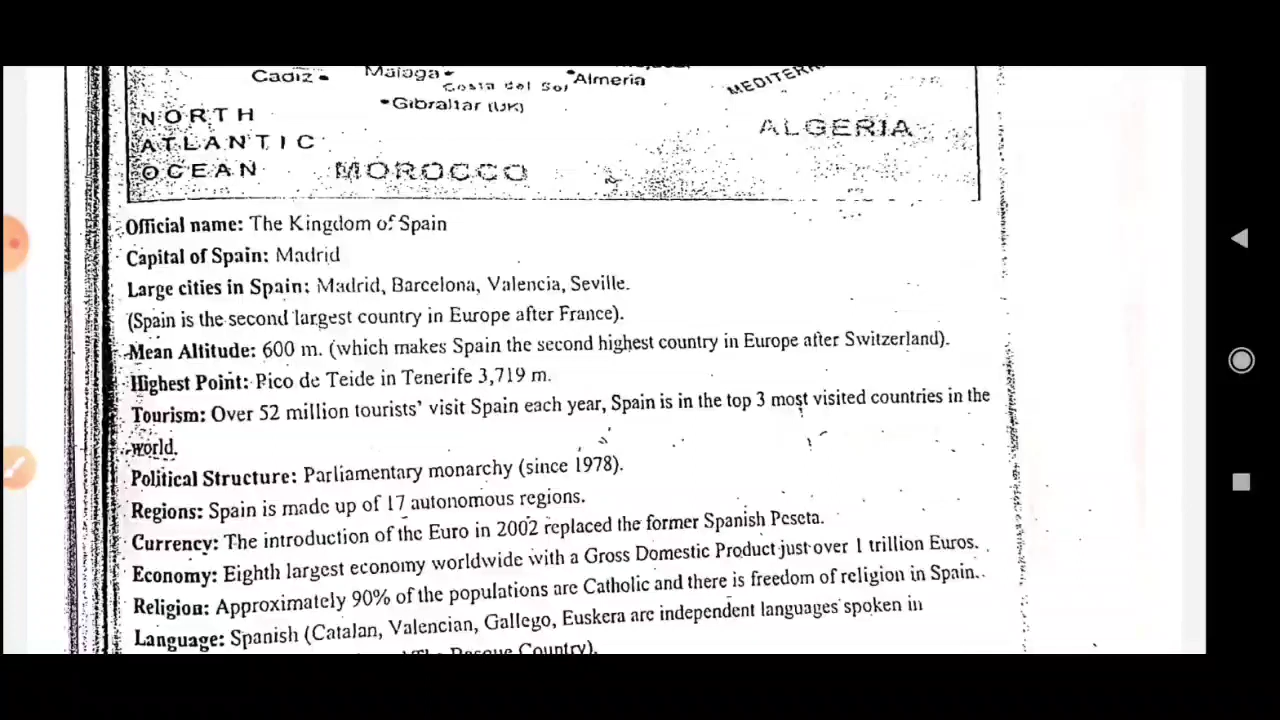 Cadiz •
Malaga •
Costa del Sol
•Almeria
•Gibraltar (UK)
NORTH
ATLANTIC
OCEAN
MOROCCO
ALGERIA
Official name: The Kingdom of Spain
Capital of Spain: Madrid
Large cities in Spain: Madrid, Barcelona, Valencia, Seville.
(Spain is the second largest country in Europe after France).
Mean Altitude: 600 m. (which makes Spain the second highest country in Europe after Switzerland).
Highest Point: Pico de Teide in Tenerife 3,719 m.
Tourism: Over 52 million tourists' visit Spain each year, Spain is in the top 3 most visited countries in the
world.
Political Structure: Parliamentary monarchy (since 1978).
Regions: Spain is made up of 17 autonomous regions.
Currency: The introduction of the Euro in 2002 replaced the former Spanish Peseta.
Economy: Eighth largest economy worldwide with a Gross Domestic Product just over 1 trillion Euros.
Religion: Approximately 90% of the populations are Catholic and there is freedom of religion in Spain..
Language: Spanish (Catalan, Valencian, Gallego, Euskera are independent languages spoken in
Country).